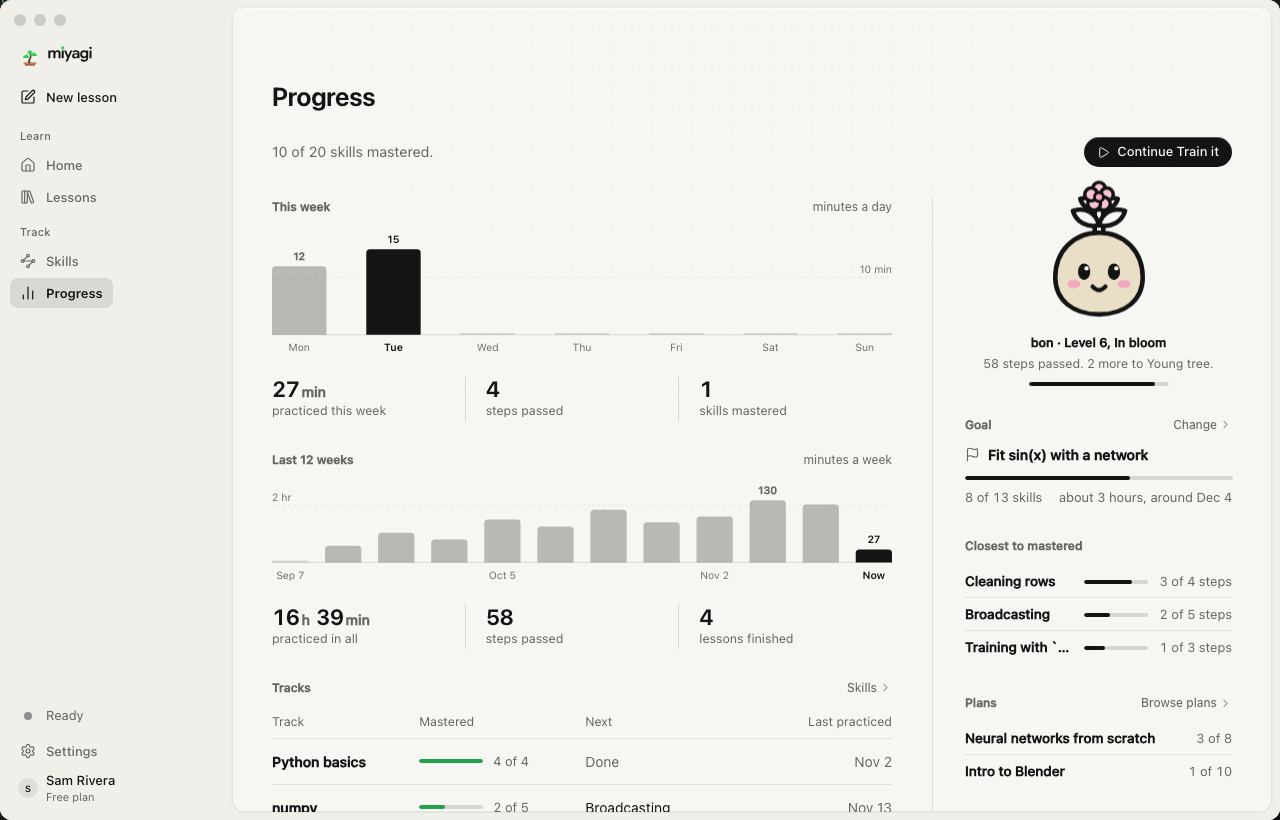 miyagi
New lesson
Learn
Home
Lessons
Track
Skills
Progress
Ready
Settings
S
Sam Rivera
Free plan
Progress
10 of 20 skills mastered.
Continue Train it
This week
minutes a day
12
15
10 min
Mon Tue Wed Thu Fri Sat Sun
27 min
practiced this week
4
steps passed
1
skills mastered
Last 12 weeks
minutes a week
2 hr
130
27
Sep 7 Oct 5 Nov 2 Now
16h 39min
practiced in all
58
steps passed
4
lessons finished
Tracks
Skills
Track Mastered Next Last practiced
Python basics 4 of 4 Done Nov 2
numpy 2 of 5 Broadcasting Nov 13
bon · Level 6, In bloom
58 steps passed. 2 more to Young tree.
Goal
Change
Fit sin(x) with a network
8 of 13 skills about 3 hours, around Dec 4
Closest to mastered
Cleaning rows 3 of 4 steps
Broadcasting 2 of 5 steps
Training with `... 1 of 3 steps
Plans
Browse plans
Neural networks from scratch 3 of 8
Intro to Blender 1 of 10